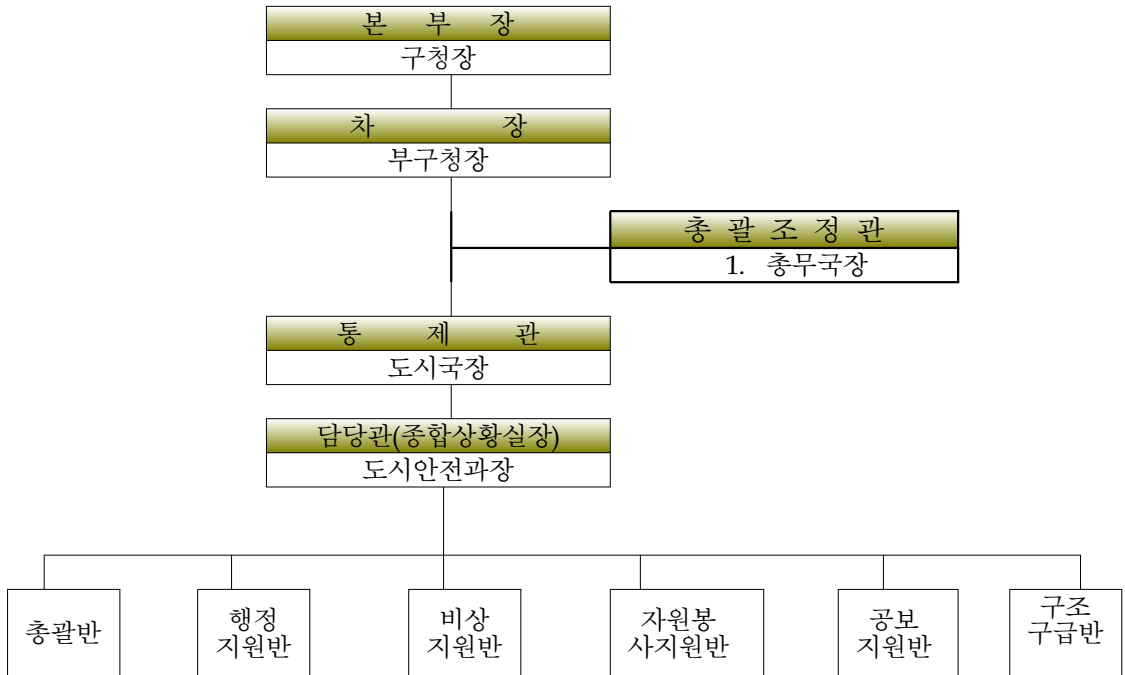 본 부 장
구청장
차 장
부구청장
총 괄 조 정 관
1. 총무국장
통 제 관
도시국장
담당관(종합상황실장)
도시안전과장
총괄반
행정
지원반
비상
지원반
자원봉
사지원반
공보
지원반
구조
구급반